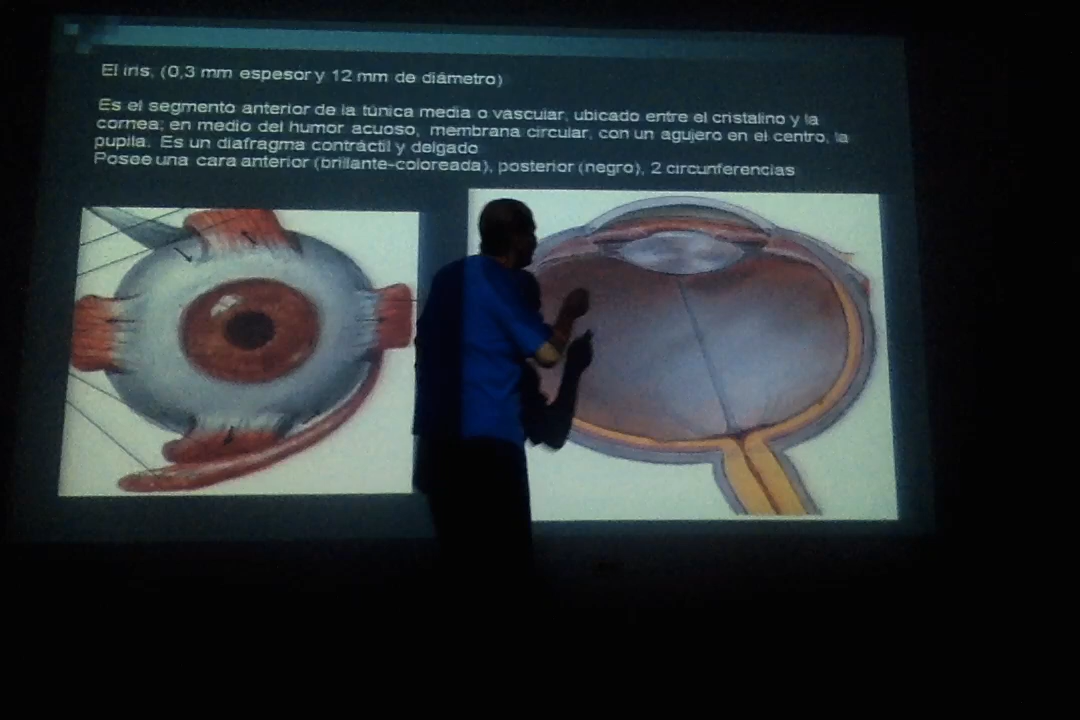 El iris, (0,3 mm espesor y 12 mm de diámetro)
Es el segmento anterior de la túnica media o vascular, ubicado entre el cristalino y la
cornea; en medio del humor acuoso, membrana circular, con un agujero en el centro, la
pupila. Es un diafragma contráctil y delgado
Posee una cara anterior (brillante-coloreada), posterior (negro), 2 circunferencias